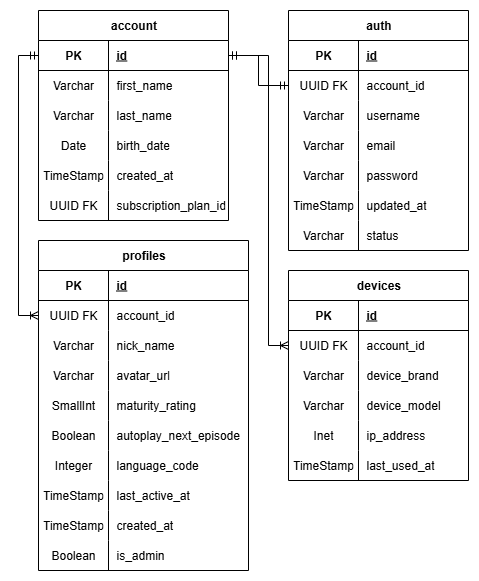 account
PK id
Varchar first_name
Varchar last_name
Date birth_date
TimeStamp created_at
UUID FK subscription_plan_id
auth
PK id
UUID FK account_id
Varchar username
Varchar email
Varchar password
TimeStamp updated_at
Varchar status
profiles
PK id
UUID FK account_id
Varchar nick_name
Varchar avatar_url
SmallInt maturity_rating
Boolean autoplay_next_episode
Integer language_code
TimeStamp last_active_at
TimeStamp created_at
Boolean is_admin
devices
PK id
UUID FK account_id
Varchar device_brand
Varchar device_model
Inet ip_address
TimeStamp last_used_at